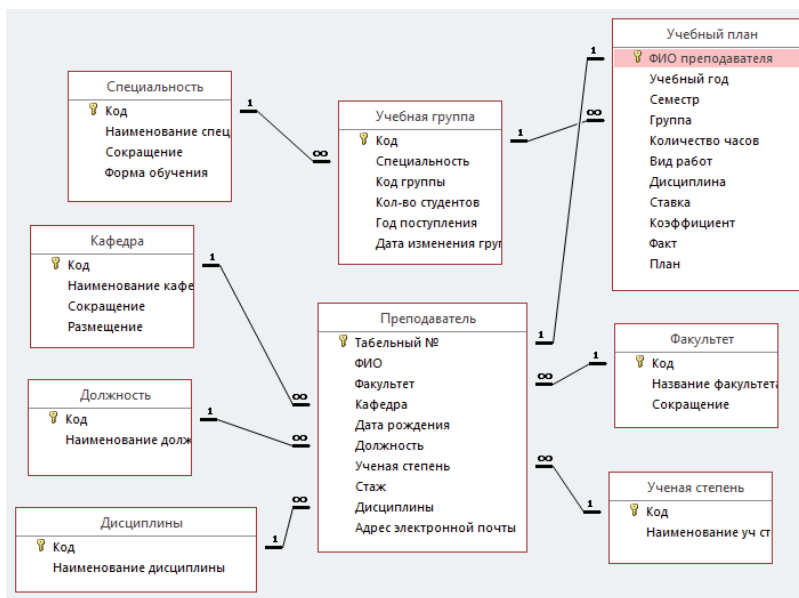 Специальность
Код
Наименование спец
Сокращение
Форма обучения
Учебная группа
Код
Специальность
Код группы
Кол-во студентов
Год поступления
Дата изменения груп
Учебный план
ФИО преподавателя
Учебный год
Семестр
Группа
Количество часов
Вид работ
Дисциплина
Ставка
Коэффициент
Факт
План
Кафедра
Код
Наименование кафе
Сокращение
Размещение
Преподаватель
Табельный №
ФИО
Факультет
Кафедра
Дата рождения
Должность
Ученая степень
Стаж
Дисциплины
Адрес электронной почты
Факультет
Код
Название факультета
Сокращение
Должность
Код
Наименование долж
Ученая степень
Код
Наименование уч ст
Дисциплины
Код
Наименование дисциплины
1
∞
1
∞
1
1
1
∞
1
∞
1
∞
1
∞
1
∞